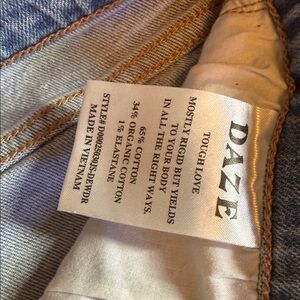 DAZE
TOUGH LOVE
MOSTLY RIGID BUT YIELDS
TO YOUR BODY
IN ALL THE RIGHT WAYS.
65% COTTON
34% ORGANIC COTTON
1% ELASTANE
MADE IN VIETNAM